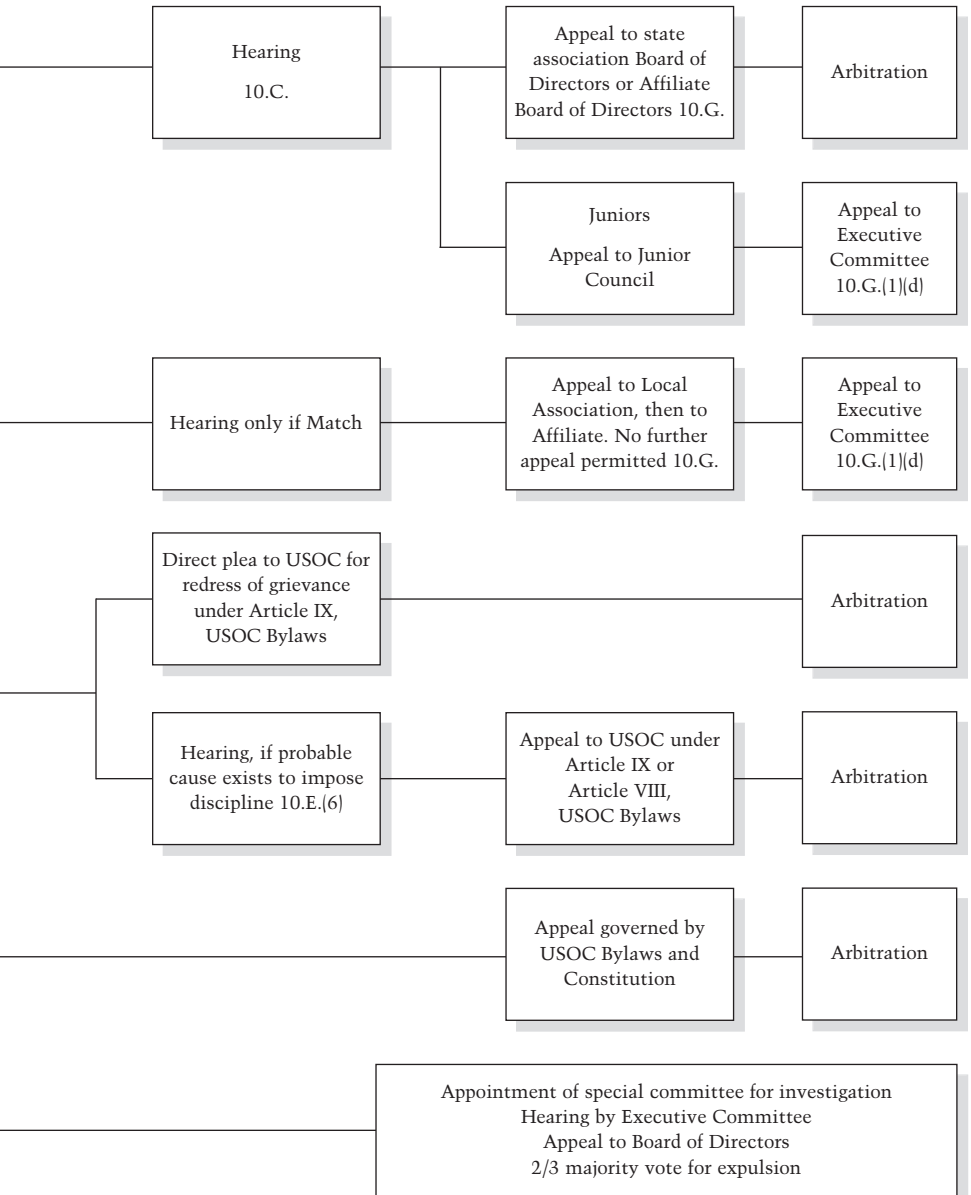 Hearing
10.C.
Appeal to state
association Board of
Directors or Affiliate
Board of Directors 10.G.
Arbitration
Juniors
Appeal to Junior
Council
Appeal to
Executive
Committee
10.G.(1)(d)
Hearing only if Match
Appeal to Local
Association, then to
Affiliate. No further
appeal permitted 10.G.
Appeal to
Executive
Committee
10.G.(1)(d)
Direct plea to USOC for
redress of grievance
under Article IX,
USOC Bylaws
Arbitration
Hearing, if probable
cause exists to impose
discipline 10.E.(6)
Appeal to USOC under
Article IX or
Article VIII,
USOC Bylaws
Arbitration
Appeal governed by
USOC Bylaws and
Constitution
Arbitration
Appointment of special committee for investigation
Hearing by Executive Committee
Appeal to Board of Directors
2/3 majority vote for expulsion